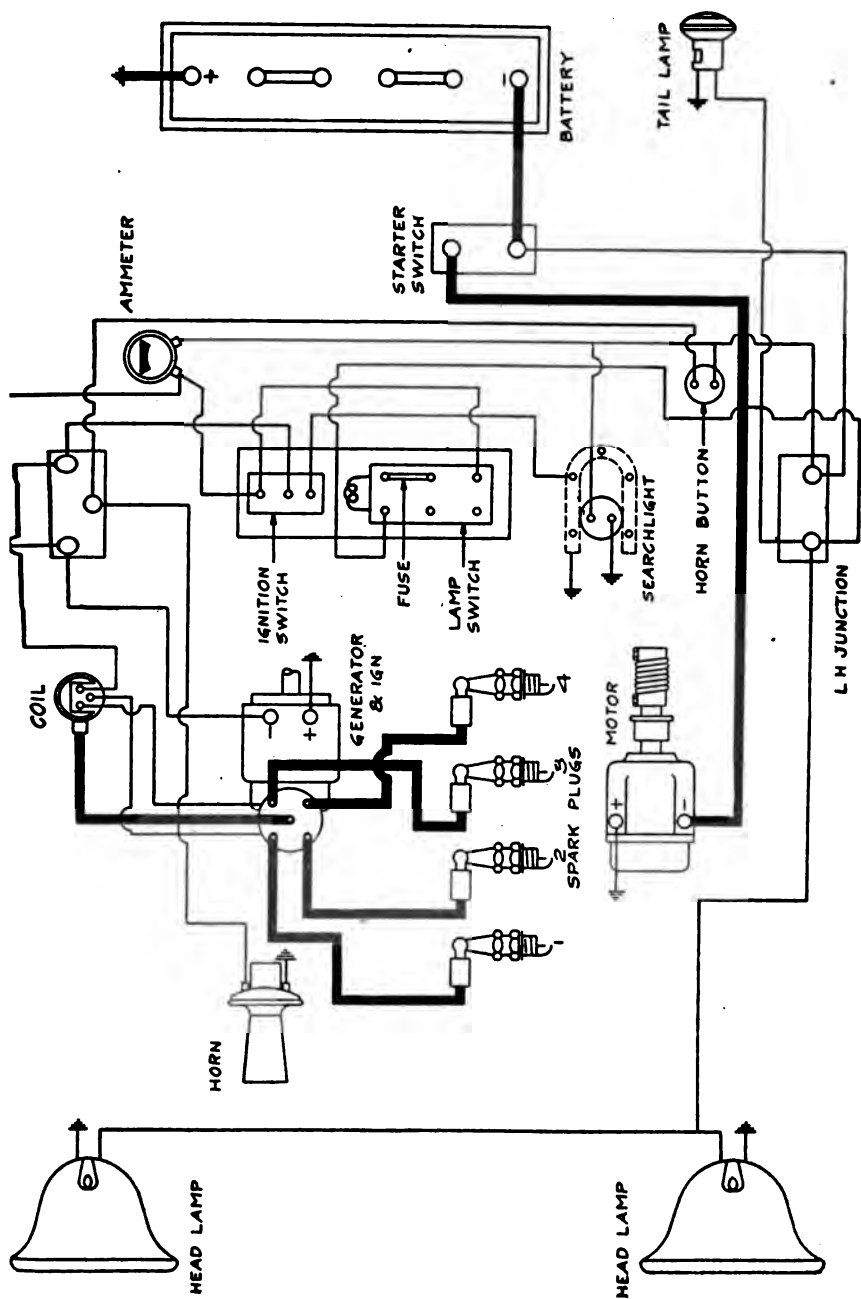 HEAD LAMP
HEAD LAMP
HORN
COIL
1
2
3
4
SPARK PLUGS
GENERATOR
& IGN
-
+
MOTOR
+
-
IGNITION
SWITCH
FUSE
LAMP
SWITCH
SEARCHLIGHT
HORN BUTTON
L H JUNCTION
AMMETER
STARTER
SWITCH
+
-
BATTERY
TAIL LAMP